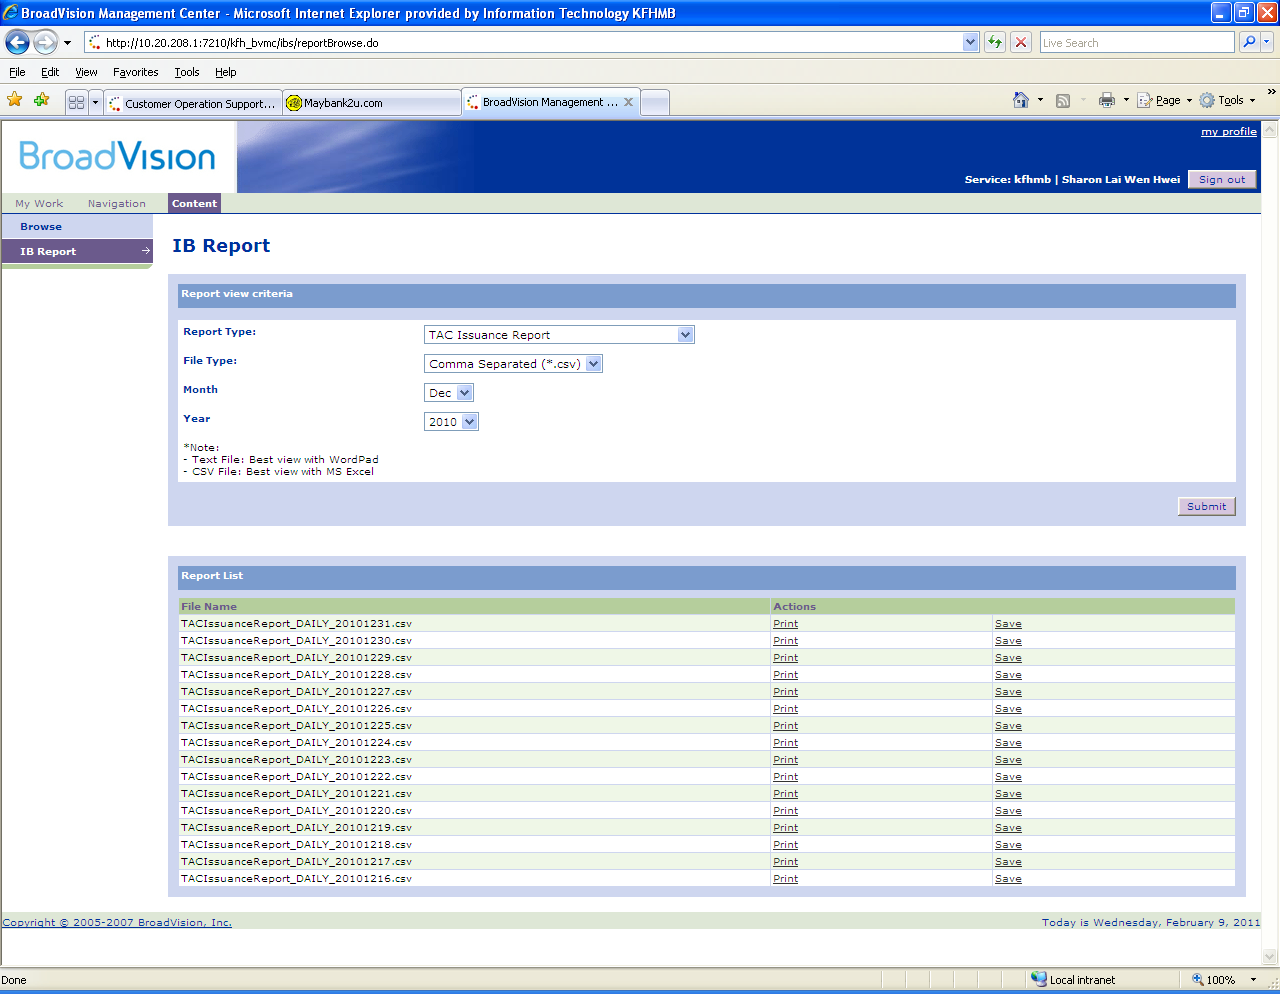 BroadVision Management Center - Microsoft Internet Explorer provided by Information Technology KFHMB
http://10.20.208.1:7210/kfh_bvmc/ibs/reportBrowse.do
Live Search
File Edit View Favorites Tools Help
Customer Operation Support... Maybank2u.com BroadVision Management ... Page Tools
BroadVision
my profile
Service: kfhmb | Sharon Lai Wen Hwei Sign out
My Work Navigation Content
Browse
IB Report
IB Report
Report view criteria
Report Type: TAC Issuance Report
File Type: Comma Separated (*.csv)
Month Dec
Year 2010
*Note:
- Text File: Best view with WordPad
- CSV File: Best view with MS Excel
Submit
Report List
File Name Actions
TACIssuanceReport_DAILY_20101231.csv Print Save
TACIssuanceReport_DAILY_20101230.csv Print Save
TACIssuanceReport_DAILY_20101229.csv Print Save
TACIssuanceReport_DAILY_20101228.csv Print Save
TACIssuanceReport_DAILY_20101227.csv Print Save
TACIssuanceReport_DAILY_20101226.csv Print Save
TACIssuanceReport_DAILY_20101225.csv Print Save
TACIssuanceReport_DAILY_20101224.csv Print Save
TACIssuanceReport_DAILY_20101223.csv Print Save
TACIssuanceReport_DAILY_20101222.csv Print Save
TACIssuanceReport_DAILY_20101221.csv Print Save
TACIssuanceReport_DAILY_20101220.csv Print Save
TACIssuanceReport_DAILY_20101219.csv Print Save
TACIssuanceReport_DAILY_20101218.csv Print Save
TACIssuanceReport_DAILY_20101217.csv Print Save
TACIssuanceReport_DAILY_20101216.csv Print Save
Copyright © 2005-2007 BroadVision, Inc. Today is Wednesday, February 9, 2011
Done Local intranet 100%